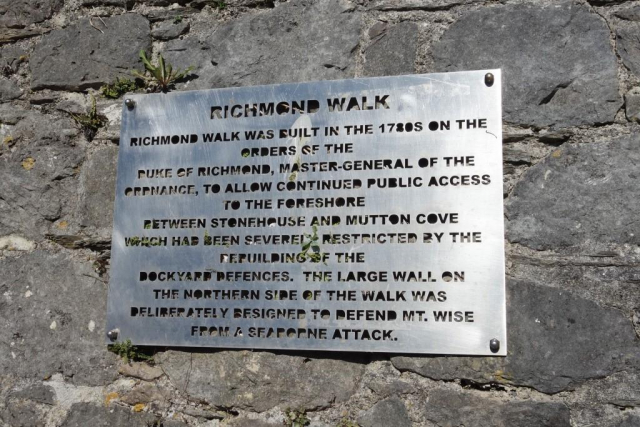 RICHMOND WALK
RICHMOND WALK WAS BUILT IN THE 1780S ON THE
ORDERS OF THE
DUKE OF RICHMOND, MASTER-GENERAL OF THE
ORDNANCE, TO ALLOW CONTINUED PUBLIC ACCESS
TO THE FORESHORE
BETWEEN STONEHOUSE AND MUTTON COVE
WHICH HAD BEEN SEVERELY RESTRICTED BY THE
REBUILDING OF THE
DOCKYARD DEFENCES. THE LARGE WALL ON
THE NORTHERN SIDE OF THE WALK WAS
DELIBERATELY DESIGNED TO DEFEND MT. WISE
FROM A SEABORNE ATTACK.